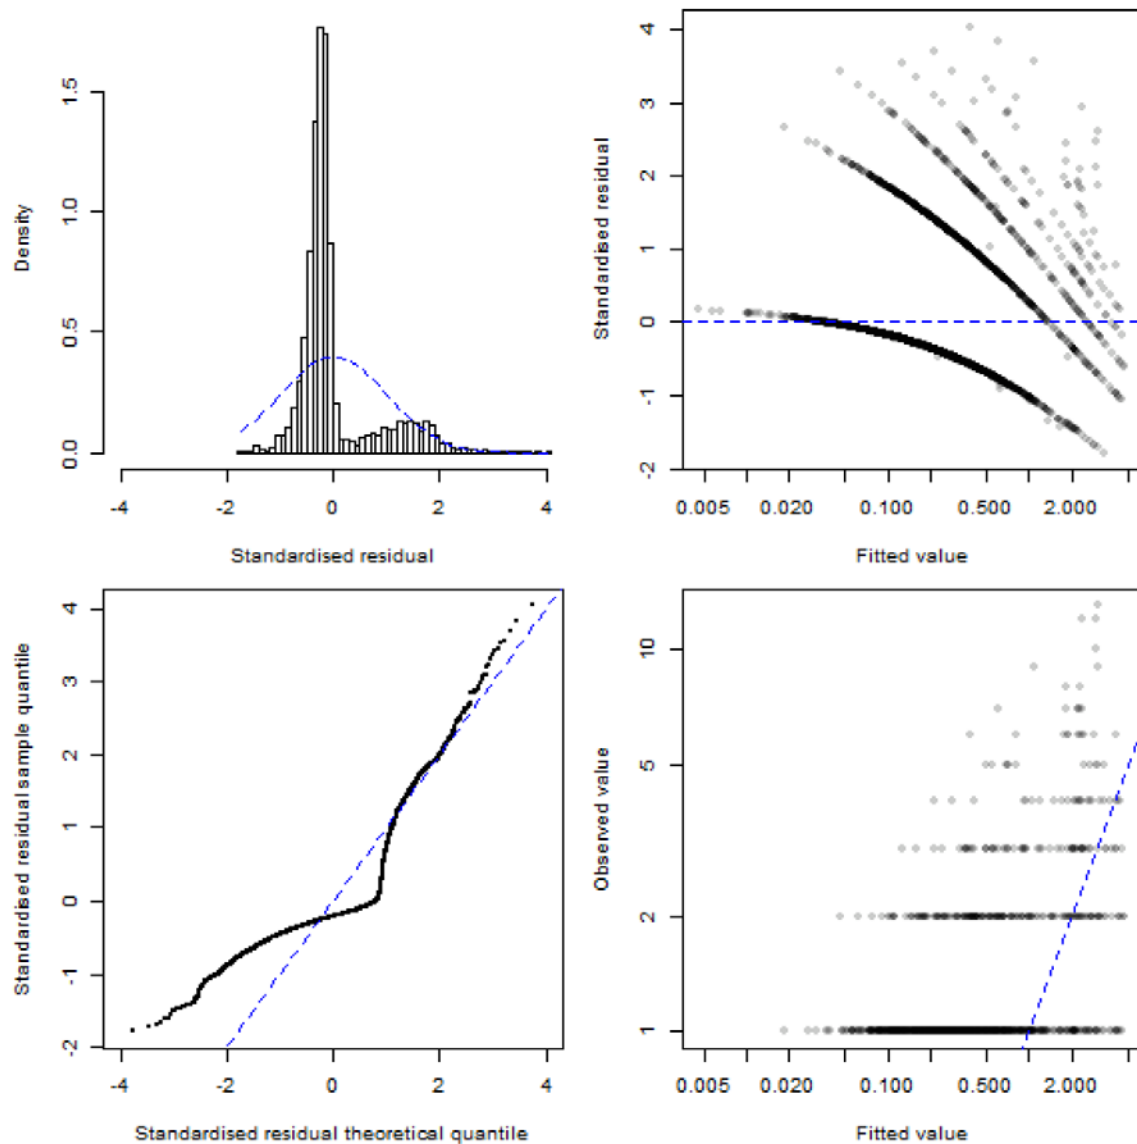 1.5
1.0
0.5
0.0
Density
-4 -2 0 2 4
Standardised residual
4
3
2
1
0
-1
-2
Standardised residual
0.005 0.020 0.100 0.500 2.000
Fitted value
4
3
2
1
0
-1
-2
Standardised residual sample quantile
-4 -2 0 2 4
Standardised residual theoretical quantile
10
5
2
1
Observed value
0.005 0.020 0.100 0.500 2.000
Fitted value